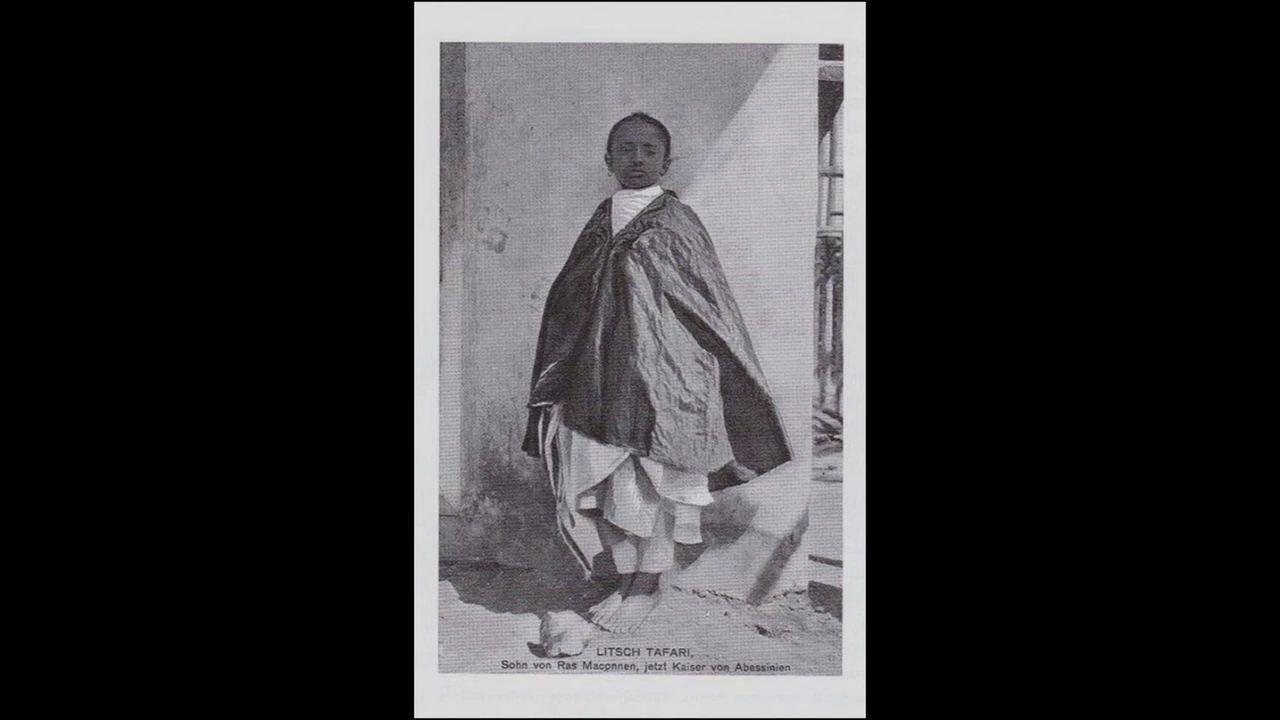 LITSCH TAFARI,
Sohn von Ras Maconnen, jetzt Kaiser von Abessinien